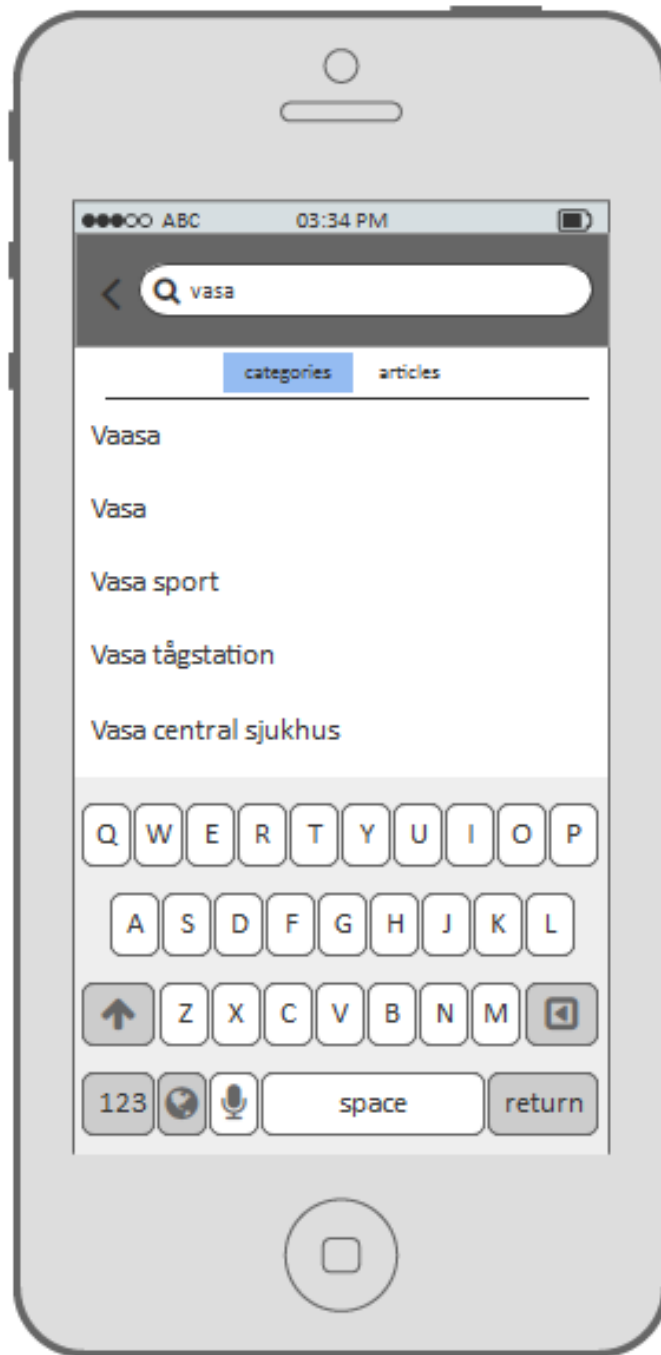 ABC 03:34 PM
vasa
categories articles
Vaasa
Vasa
Vasa sport
Vasa tågstation
Vasa central sjukhus
Q W E R T Y U I O P
A S D F G H J K L
Z X C V B N M
123 space return